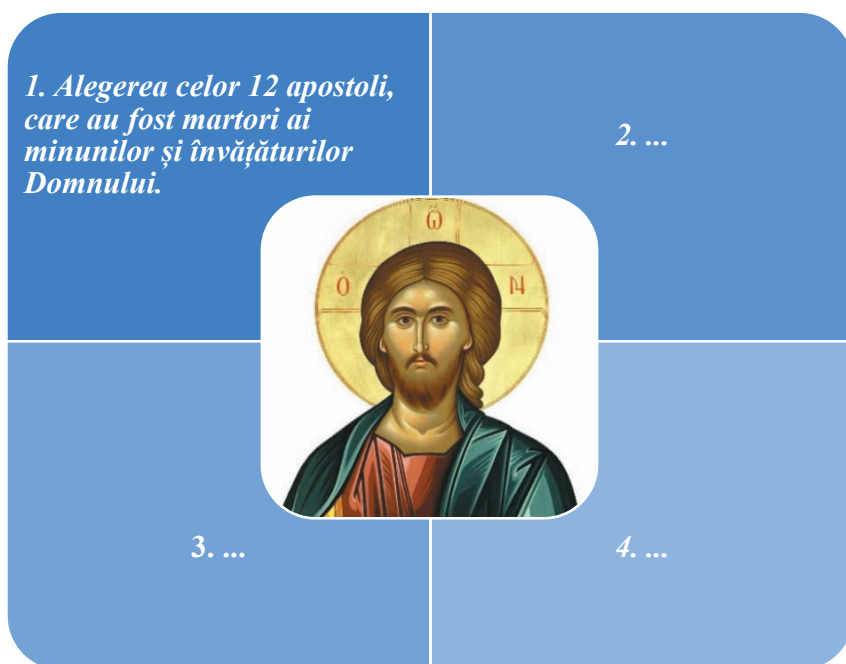 1. Alegerea celor 12 apostoli,
care au fost martori ai
minunilor și învățăturilor
Domnului.
2. ...
Ѽ
Ὁ
N
3. ...
4. ...